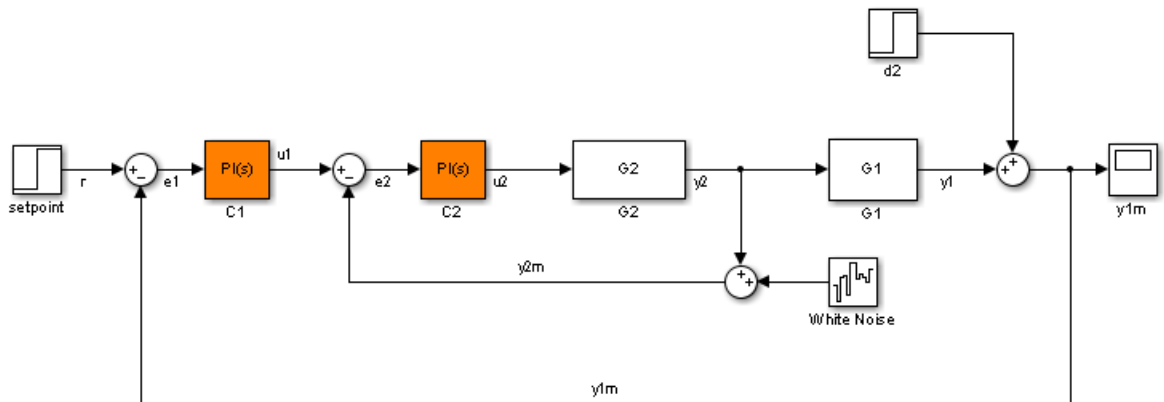 d2
setpoint
r
+
−
e1
PI(s)
C1
u1
+
−
e2
PI(s)
C2
u2
G2
G2
y2
G1
G1
y1
+
+
y1m
y2m
+
+
White Noise
y1m